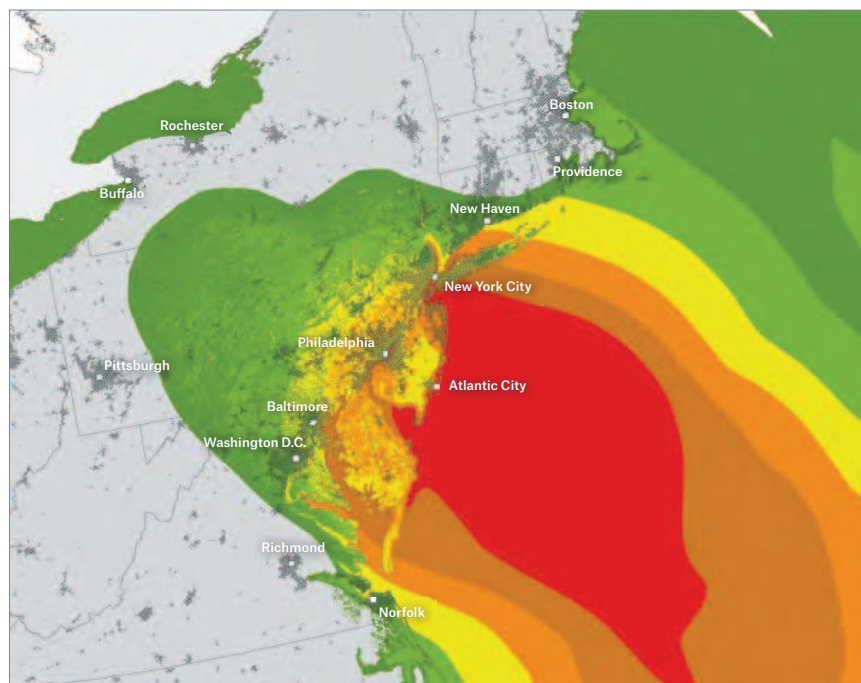 Boston
Rochester
Providence
Buffalo
New Haven
New York City
Philadelphia
Pittsburgh
Atlantic City
Baltimore
Washington D.C.
Richmond
Norfolk